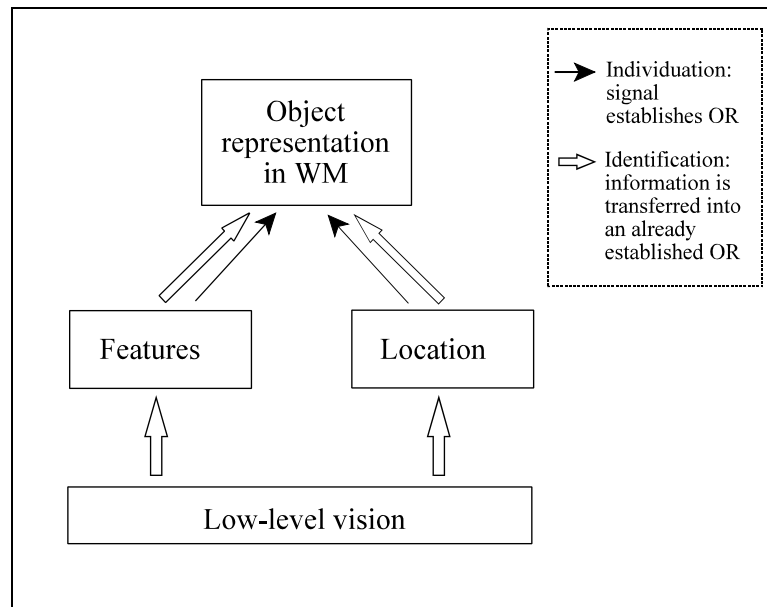 Object
representation
in WM
Features
Location
Low-level vision
Individuation:
signal
establishes OR
Identification:
information is
transferred into
an already
established OR